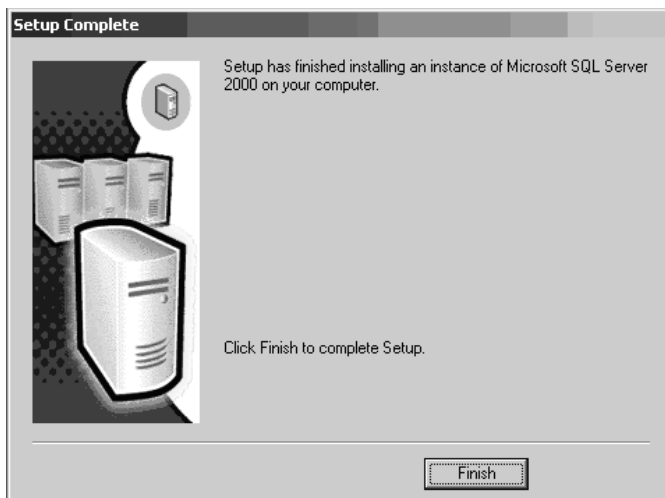 Setup Complete
Setup has finished installing an instance of Microsoft SQL Server
2000 on your computer.
Click Finish to complete Setup.
Finish